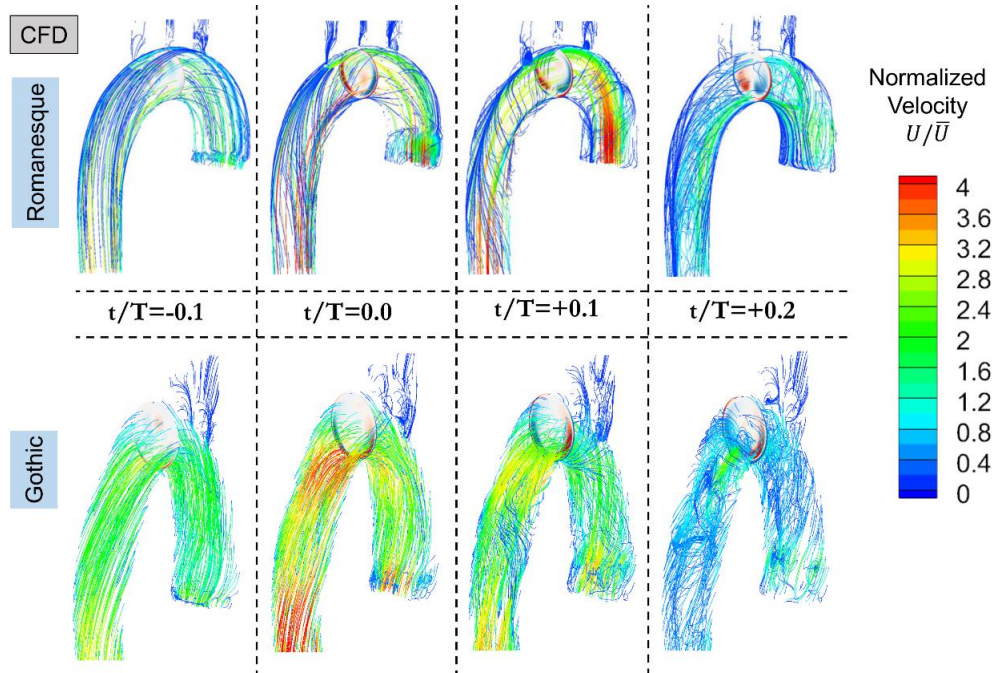 CFD
Romanesque
Normalized
Velocity
U/U̅
4
3.6
3.2
2.8
2.4
2
1.6
1.2
0.8
0.4
0
t/T=-0.1
t/T=0.0
t/T=+0.1
t/T=+0.2
Gothic